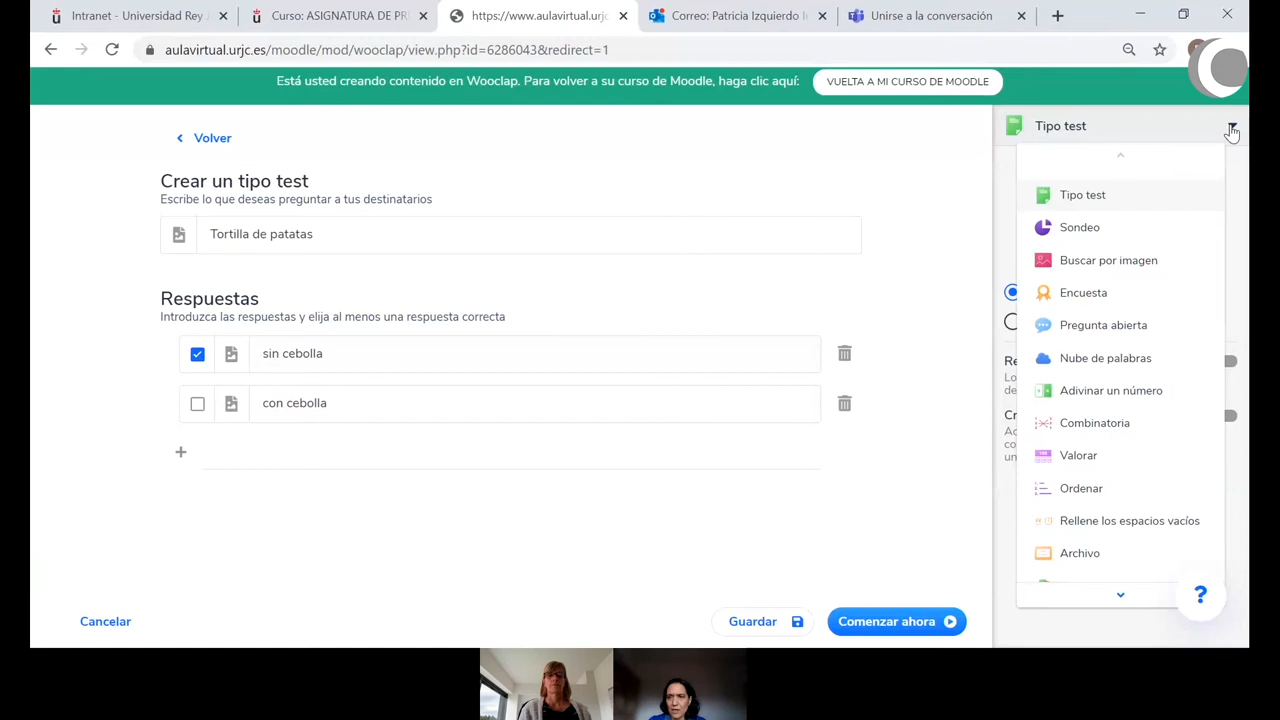 Intranet - Universidad Rey
Curso: ASIGNATURA DE PR
https://www.aulavirtual.urjc
Correo: Patricia Izquierdo I
Unirse a la conversación
aulavirtual.urjc.es/moodle/mod/wooclap/view.php?id=6286043&redirect=1
Está usted creando contenido en Wooclap. Para volver a su curso de Moodle, haga clic aquí:
VUELTA A MI CURSO DE MOODLE
Volver
Tipo test
Crear un tipo test
Escribe lo que deseas preguntar a tus destinatarios
Tortilla de patatas
Respuestas
Introduzca las respuestas y elija al menos una respuesta correcta
sin cebolla
con cebolla
Tipo test
Sondeo
Buscar por imagen
Encuesta
Pregunta abierta
Nube de palabras
Adivinar un número
Combinatoria
Valorar
Ordenar
Rellene los espacios vacíos
Archivo
Cancelar
Guardar
Comenzar ahora
?